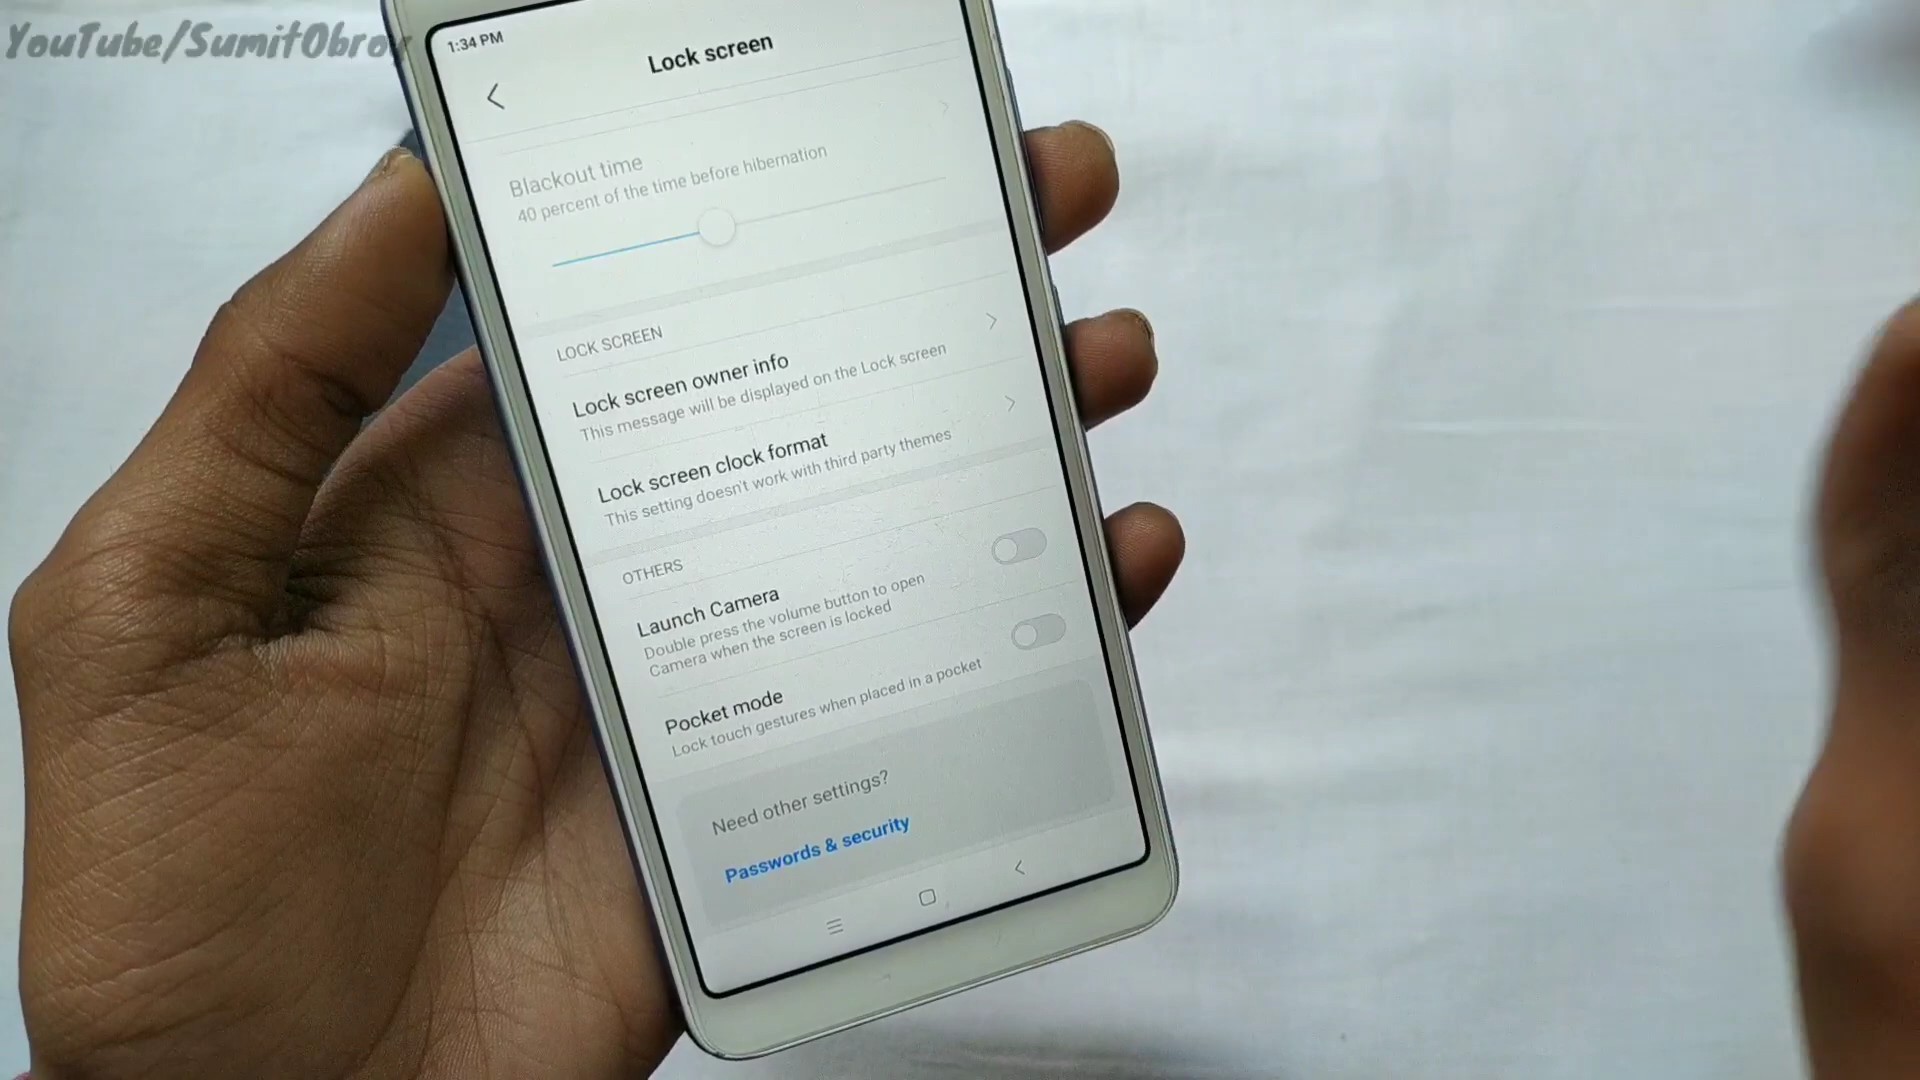 YouTube/SumitObroy
1:34 PM
Lock screen
Blackout time
40 percent of the time before hibernation
LOCK SCREEN
Lock screen owner info
This message will be displayed on the Lock screen
Lock screen clock format
This setting doesn't work with third party themes
OTHERS
Launch Camera
Double press the volume button to open
Camera when the screen is locked
Pocket mode
Lock touch gestures when placed in a pocket
Need other settings?
Passwords & security